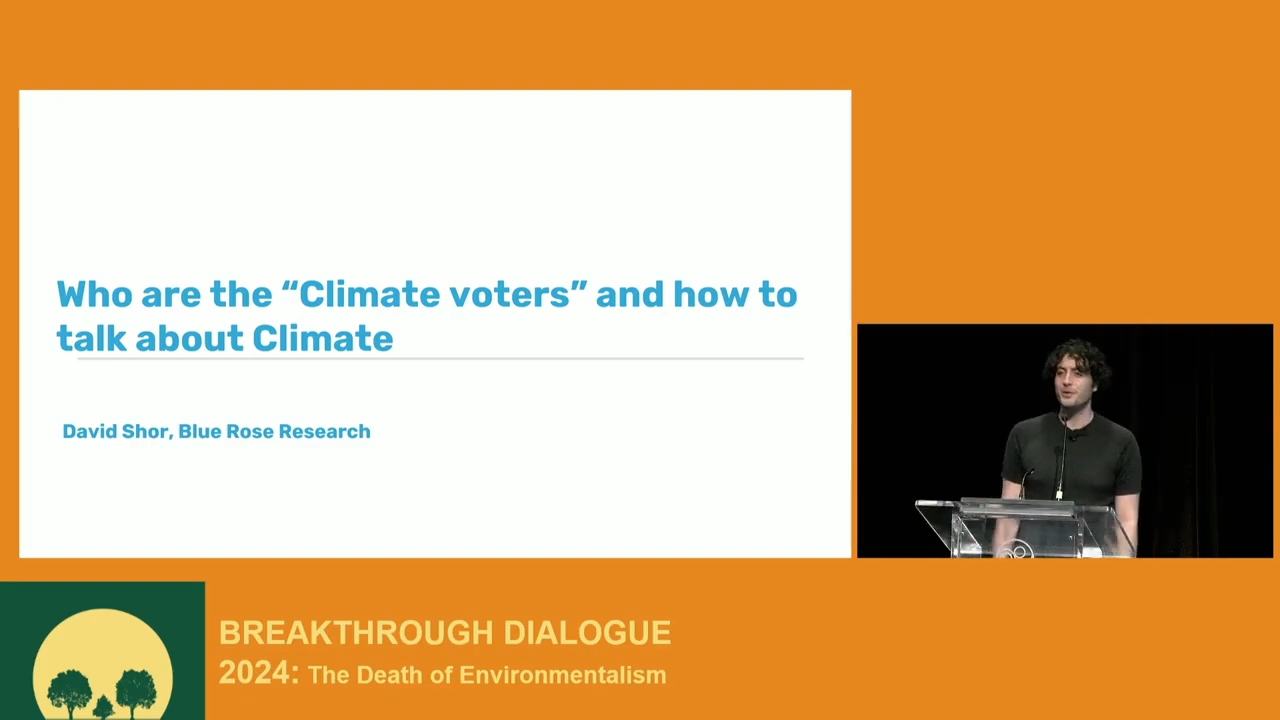 Who are the “Climate voters” and how to
talk about Climate
David Shor, Blue Rose Research
BREAKTHROUGH DIALOGUE
2024: The Death of Environmentalism